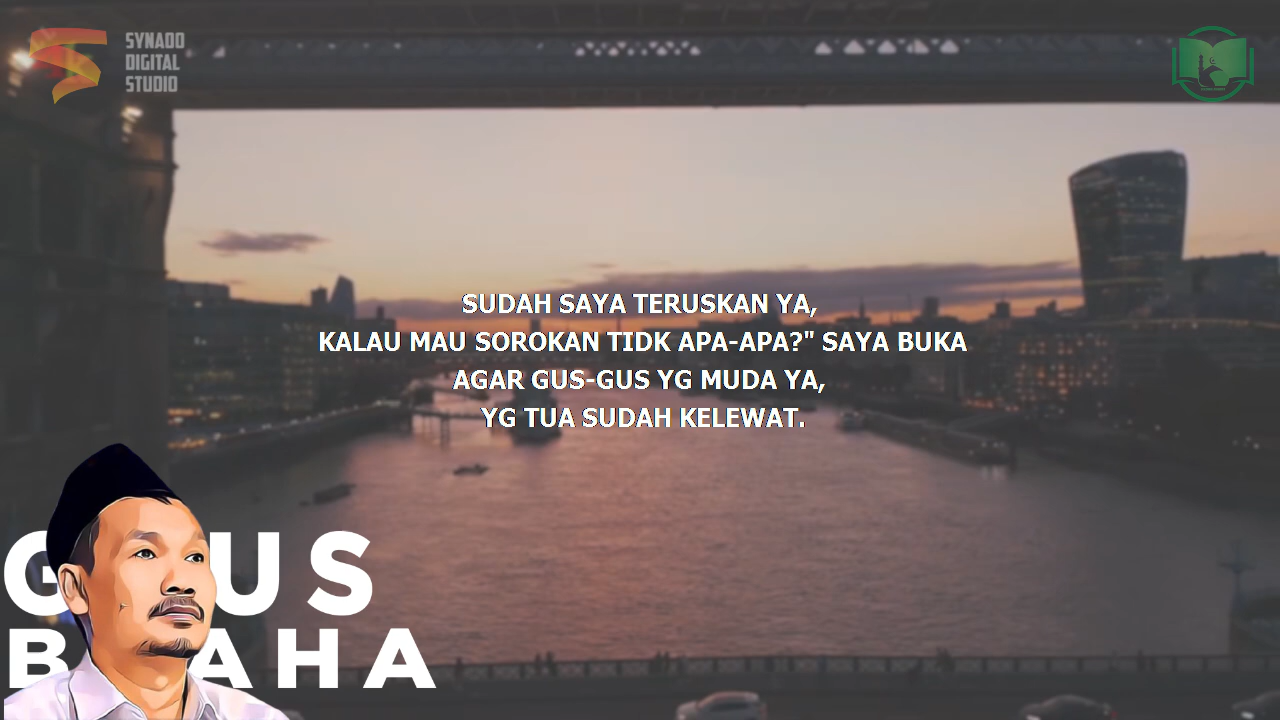 SYNADO
DIGITAL
STUDIO
SUDAH SAYA TERUSKAN YA,
KALAU MAU SOROKAN TIDK APA-APA?" SAYA BUKA
AGAR GUS-GUS YG MUDA YA,
YG TUA SUDAH KELEWAT.
GUS
BAHA